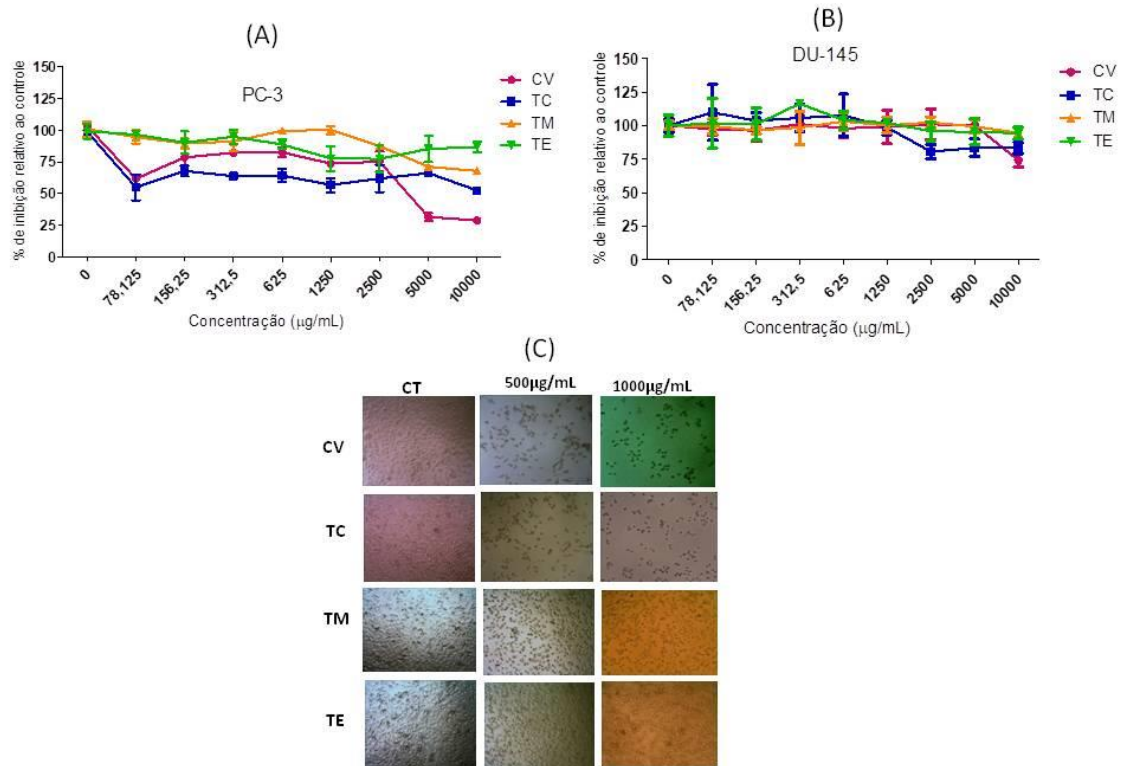 (A)
PC-3
% de inibição relativo ao controle
150
125
100
75
50
25
0
0
78,125
156,25
312,5
625
1250
2500
5000
10000
Concentração (µg/mL)
CV
TC
TM
TE
(B)
DU-145
% de inibição relativo ao controle
150
125
100
75
50
25
0
0
78,125
156,25
312,5
625
1250
2500
5000
10000
Concentração (µg/mL)
CV
TC
TM
TE
(C)
CT 500µg/mL 1000µg/mL
CV
TC
TM
TE